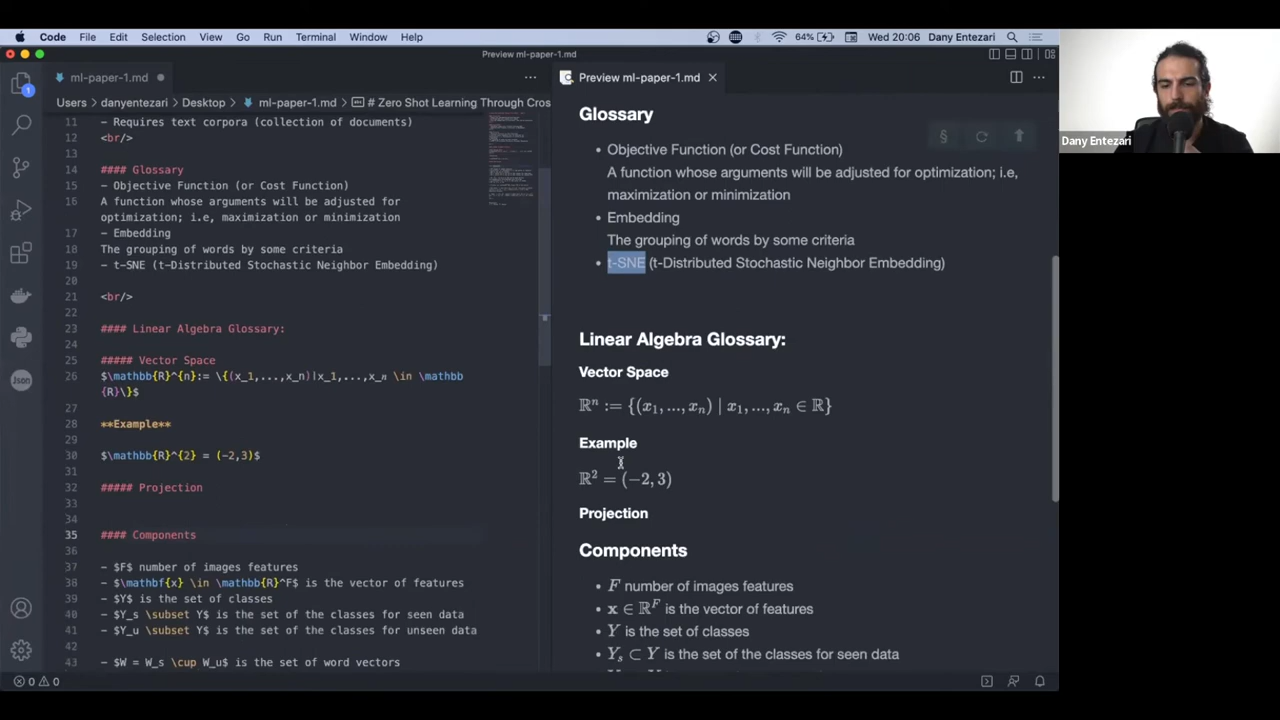 Code File Edit Selection View Go Run Terminal Window Help 64% Wed 20:06 Dany Entezari
Preview ml-paper-1.md
ml-paper-1.md
Preview ml-paper-1.md
Users > danyentezari > Desktop > ml-paper-1.md > # Zero Shot Learning Through Cros
11 - Requires text corpora (collection of documents)
12 <br/>
13
14 #### Glossary
15 - Objective Function (or Cost Function)
16 A function whose arguments will be adjusted for
optimization; i.e, maximization or minimization
17 - Embedding
18 The grouping of words by some criteria
19 - t-SNE (t-Distributed Stochastic Neighbor Embedding)
20
21 <br/>
22
23 #### Linear Algebra Glossary:
24
25 ##### Vector Space
26 $\mathbb{R}^{n}:= \{(x_1,...,x_n)|x_1,...,x_n \in \mathbb
{R}\}$
27
28 **Example**
29
30 $\mathbb{R}^{2} = (-2,3)$
31
32 ##### Projection
33
34
35 #### Components
36
37 - $F$ number of images features
38 - $\mathbf{x} \in \mathbb{R}^F$ is the vector of features
39 - $Y$ is the set of classes
40 - $Y_s \subset Y$ is the set of the classes for seen data
41 - $Y_u \subset Y$ is the set of the classes for unseen data
42
43 - $W = W_s \cup W_u$ is the set of word vectors
Glossary
• Objective Function (or Cost Function)
A function whose arguments will be adjusted for optimization; i.e,
maximization or minimization
• Embedding
The grouping of words by some criteria
• t-SNE (t-Distributed Stochastic Neighbor Embedding)
Linear Algebra Glossary:
Vector Space
ℝⁿ := {(x₁, ..., xₙ) | x₁, ..., xₙ ∈ ℝ}
Example
ℝ² = (−2, 3)
Projection
Components
• F number of images features
• x ∈ ℝ^F is the vector of features
• Y is the set of classes
• Yₛ ⊂ Y is the set of the classes for seen data
1
Json
0 0
Dany Entezari